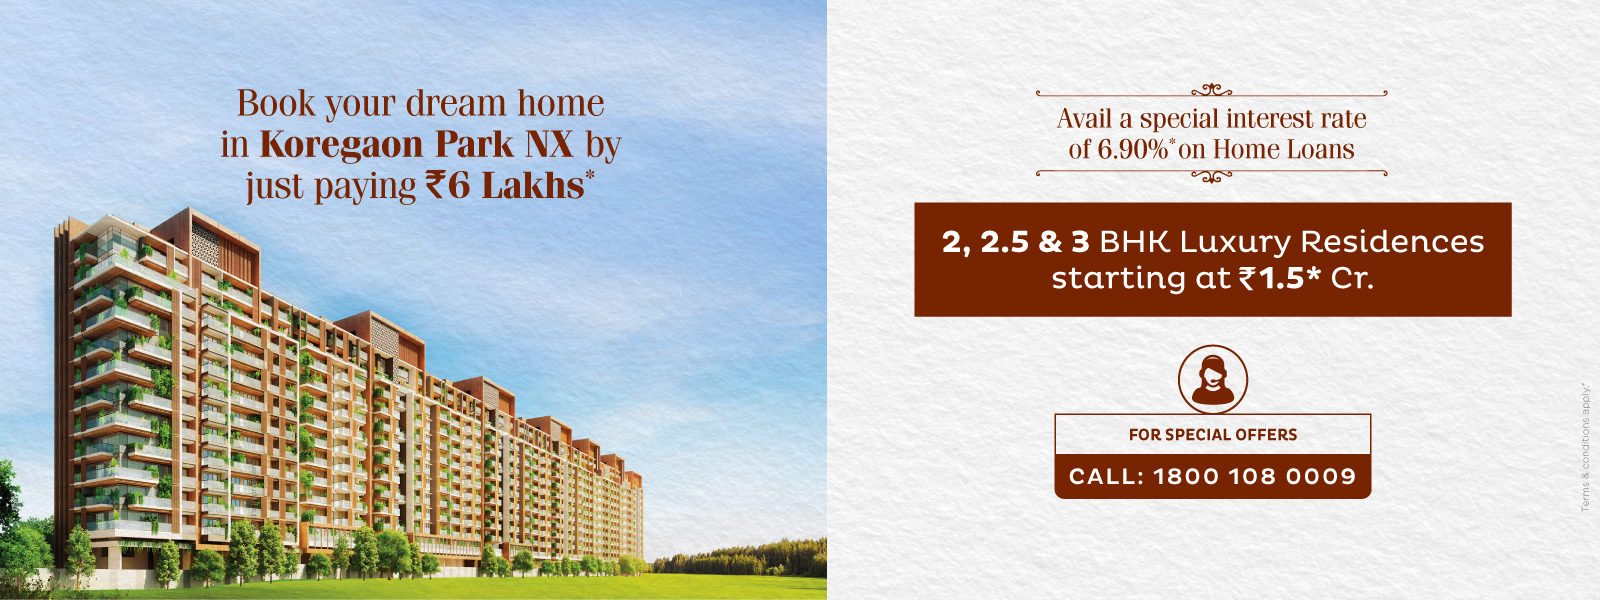 Book your dream home
in Koregaon Park NX by
just paying ₹6 Lakhs*
Avail a special interest rate
of 6.90%* on Home Loans
2, 2.5 & 3 BHK Luxury Residences
starting at ₹1.5* Cr.
FOR SPECIAL OFFERS
CALL: 1800 108 0009
Terms & conditions apply.*